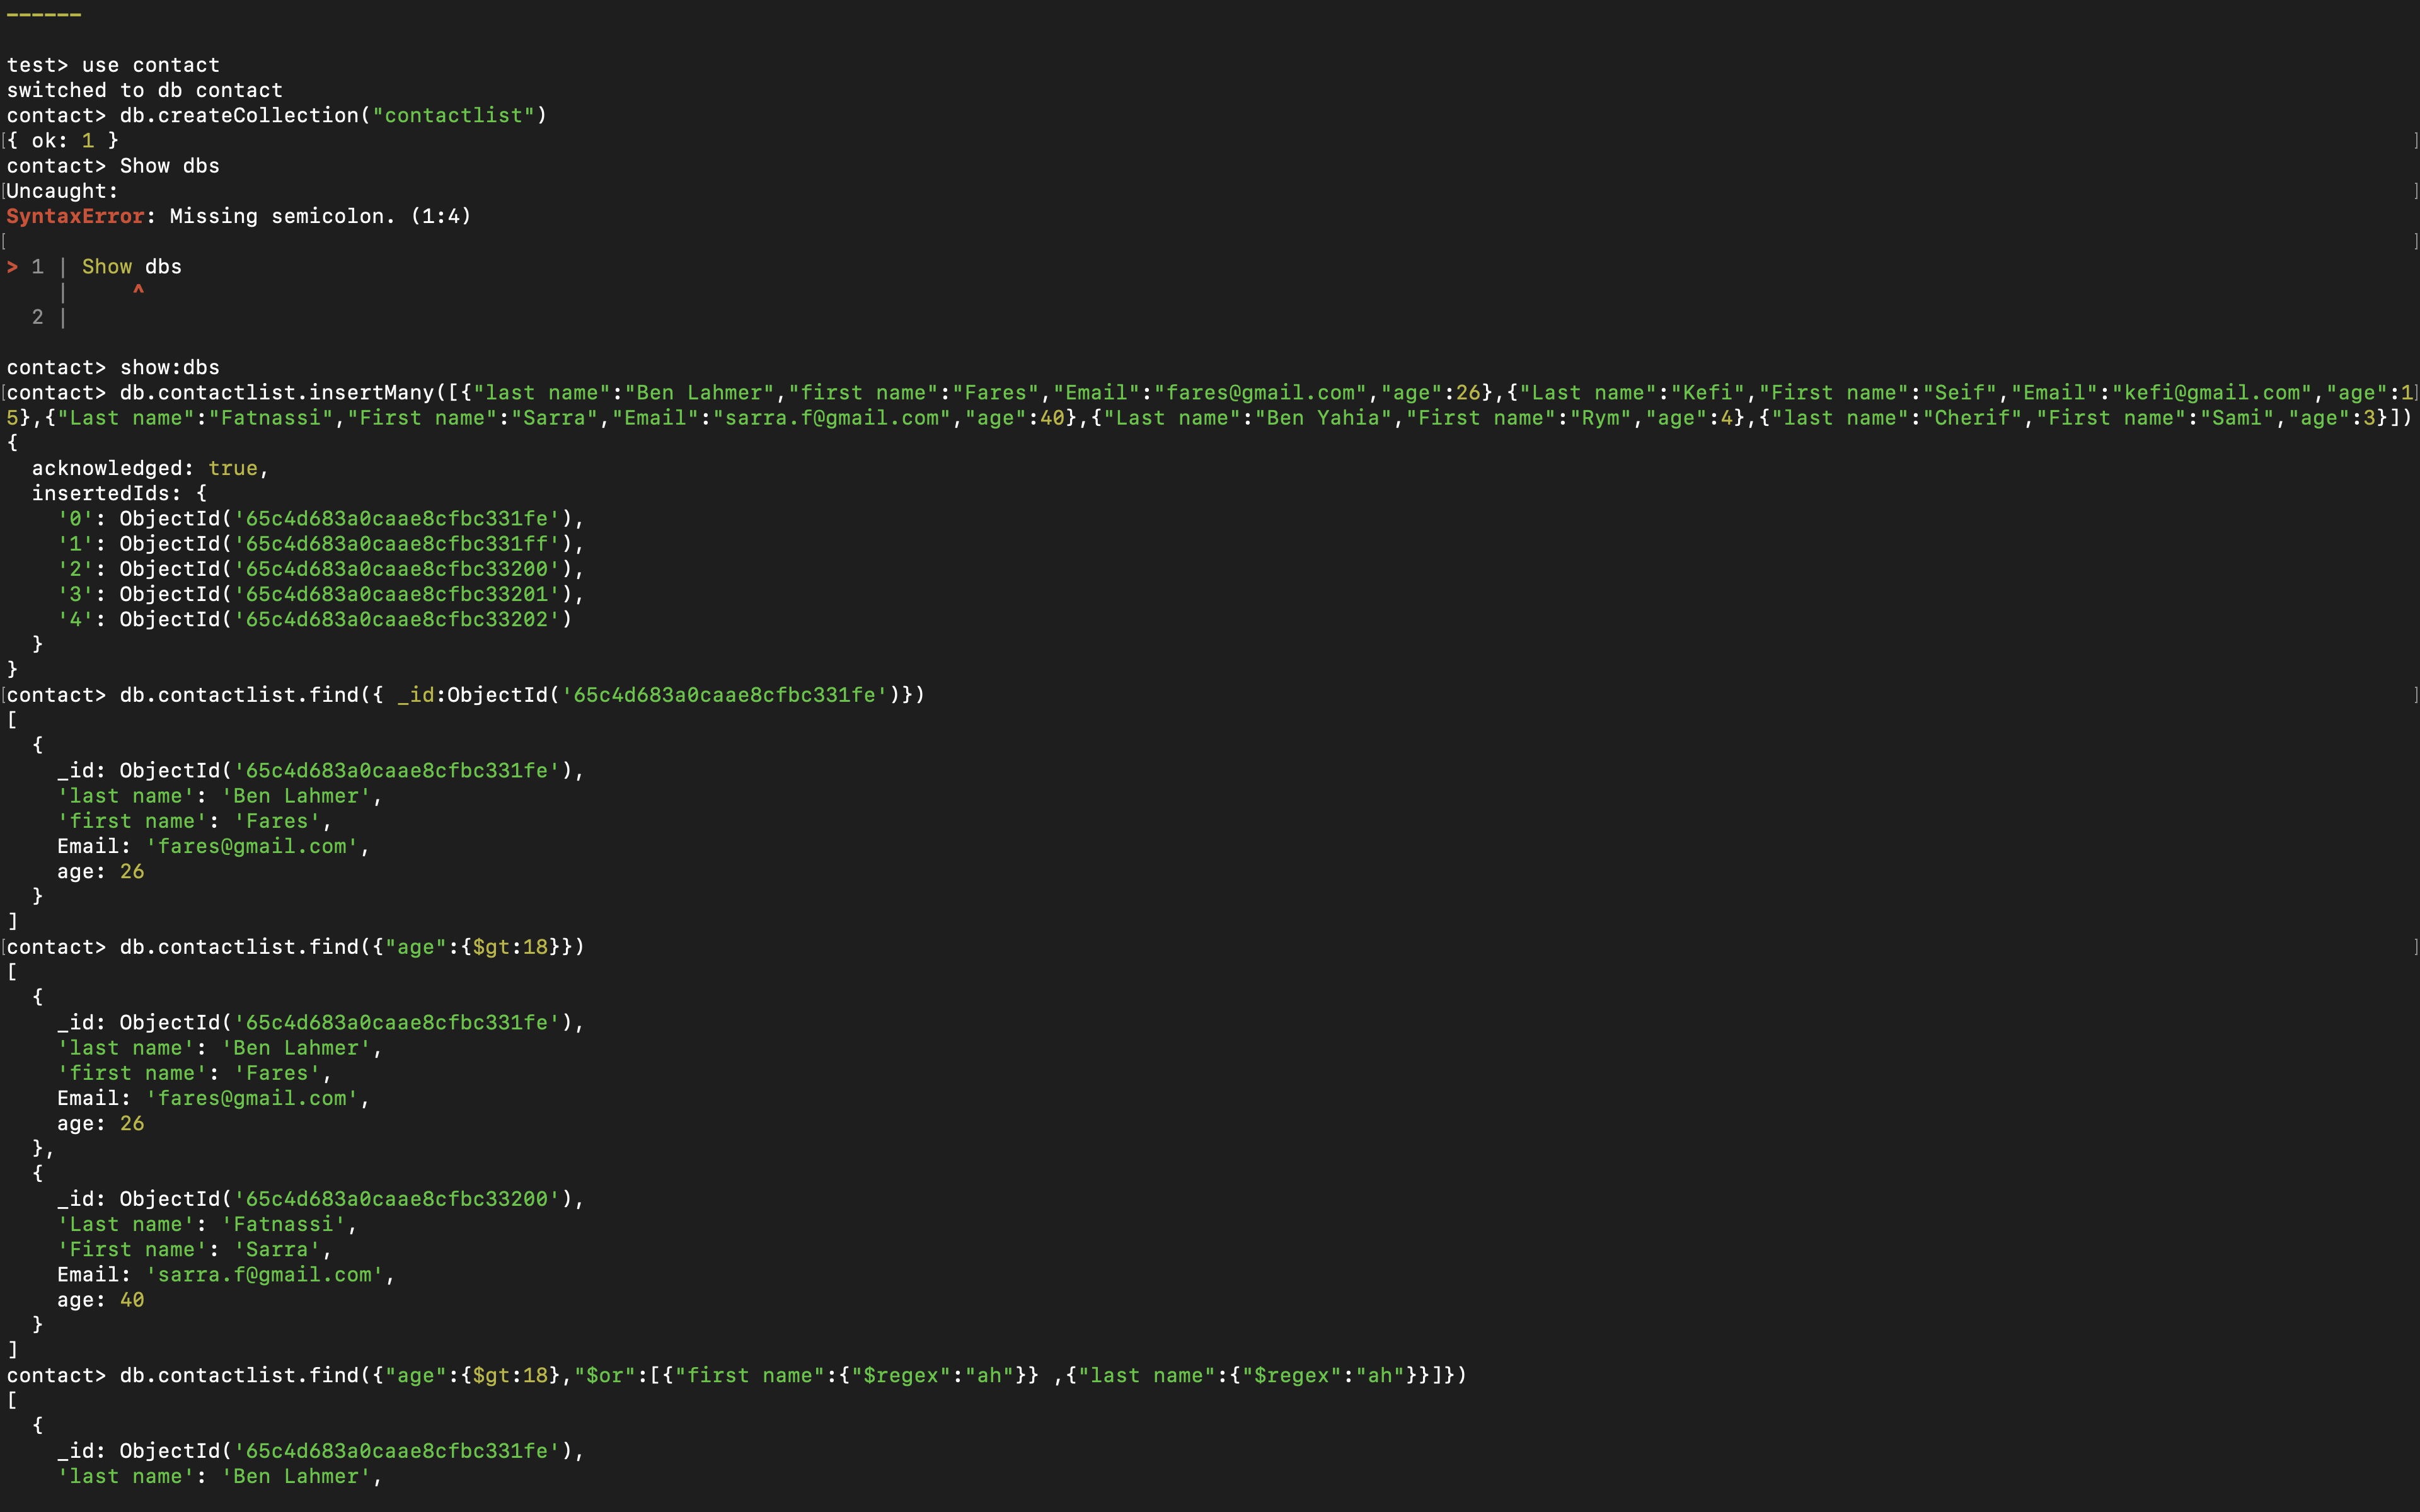 ------
test> use contact
switched to db contact
contact> db.createCollection("contactlist")
[{ ok: 1 }                ]
contact> Show dbs
[Uncaught:                ]
SyntaxError: Missing semicolon. (1:4)
[                ]
> 1 | Show dbs
    |     ^
  2 |
contact> show:dbs
[contact> db.contactlist.insertMany([{"last name":"Ben Lahmer","first name":"Fares","Email":"fares@gmail.com","age":26},{"Last name":"Kefi","First name":"Seif","Email":"kefi@gmail.com","age":1]
5},{"Last name":"Fatnassi","First name":"Sarra","Email":"sarra.f@gmail.com","age":40},{"Last name":"Ben Yahia","First name":"Rym","age":4},{"last name":"Cherif","First name":"Sami","age":3}])
{
  acknowledged: true,
  insertedIds: {
    '0': ObjectId('65c4d683a0caae8cfbc331fe'),
    '1': ObjectId('65c4d683a0caae8cfbc331ff'),
    '2': ObjectId('65c4d683a0caae8cfbc33200'),
    '3': ObjectId('65c4d683a0caae8cfbc33201'),
    '4': ObjectId('65c4d683a0caae8cfbc33202')
  }
}
[contact> db.contactlist.find({ _id:ObjectId('65c4d683a0caae8cfbc331fe')})                ]
[
  {
    _id: ObjectId('65c4d683a0caae8cfbc331fe'),
    'last name': 'Ben Lahmer',
    'first name': 'Fares',
    Email: 'fares@gmail.com',
    age: 26
  }
]
[contact> db.contactlist.find({"age":{$gt:18}})                ]
[
  {
    _id: ObjectId('65c4d683a0caae8cfbc331fe'),
    'last name': 'Ben Lahmer',
    'first name': 'Fares',
    Email: 'fares@gmail.com',
    age: 26
  },
  {
    _id: ObjectId('65c4d683a0caae8cfbc33200'),
    'Last name': 'Fatnassi',
    'First name': 'Sarra',
    Email: 'sarra.f@gmail.com',
    age: 40
  }
]
contact> db.contactlist.find({"age":{$gt:18},"$or":[{"first name":{"$regex":"ah"}} ,{"last name":{"$regex":"ah"}}]})
[
  {
    _id: ObjectId('65c4d683a0caae8cfbc331fe'),
    'last name': 'Ben Lahmer',